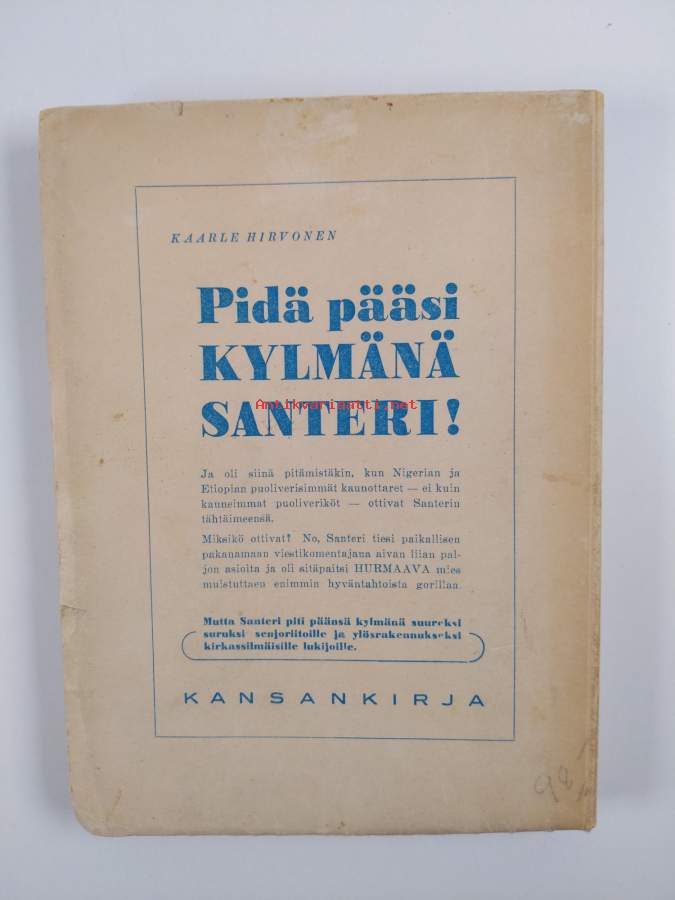 KAARLE HIRVONEN
Pidä pääsi
KYLMÄNÄ
Antikvariaatti.net
SANTERI!
Ja oli siinä pitämistäkin, kun Nigerian ja
Etiopian puoliverisimmät kaunottaret — ei kuin
kauneimmat puoliveriköt — ottivat Santerin
tähtäimeensä.
Miksikö ottivat? No, Santeri tiesi paikallisen
pakanamaan viestikomentajana aivan liian pal-
jon asioita ja oli sitäpaitsi HURMAAVA mies
muistuttaen enimmin hyväntahtoista gorillaa.
Mutta Santeri piti päänsä kylmänä suureksi
suruksi senjoriitoille ja ylösrakennukseksi
kirkassilmäisille lukijoille.
KANSANKIRJA